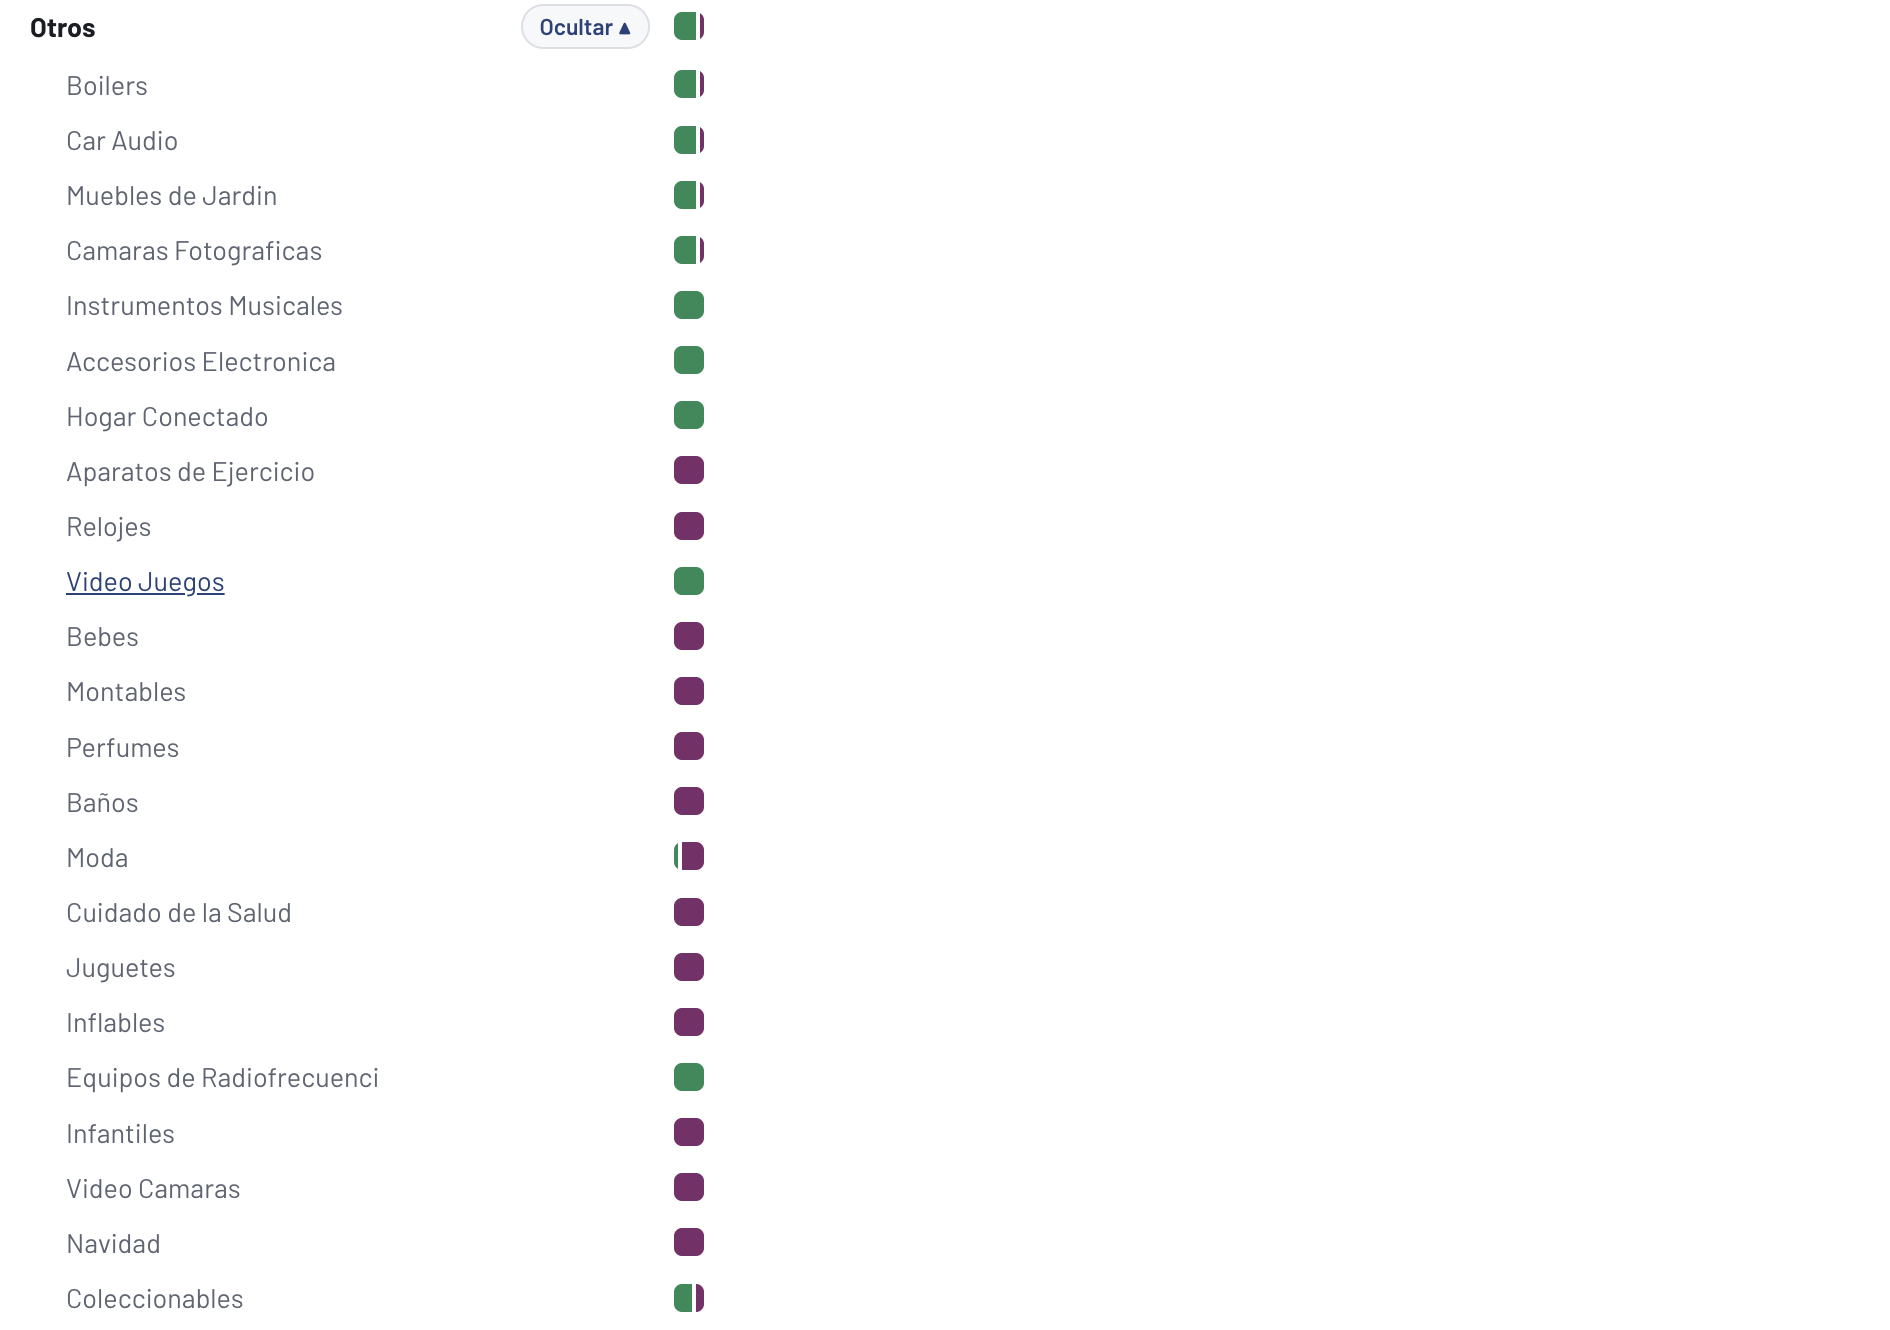 Otros
Ocultar ▲
Boilers
Car Audio
Muebles de Jardin
Camaras Fotograficas
Instrumentos Musicales
Accesorios Electronica
Hogar Conectado
Aparatos de Ejercicio
Relojes
Video Juegos
Bebes
Montables
Perfumes
Baños
Moda
Cuidado de la Salud
Juguetes
Inflables
Equipos de Radiofrecuenci
Infantiles
Video Camaras
Navidad
Coleccionables